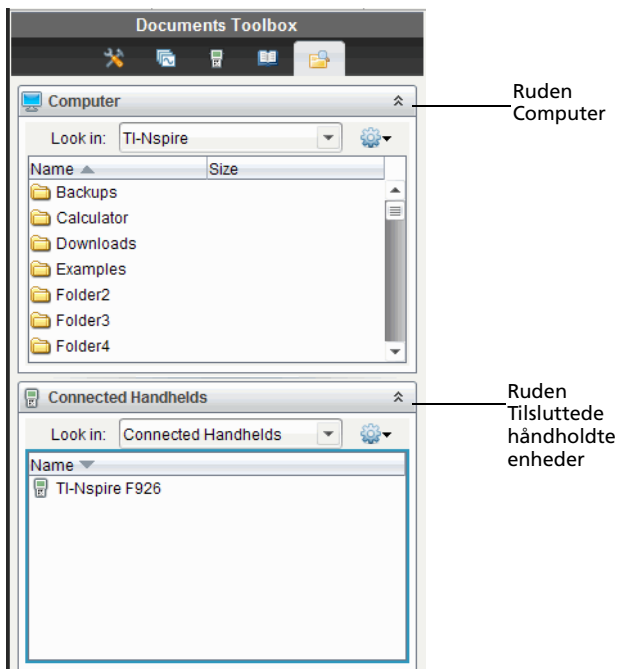 Documents Toolbox
Computer
Look in: TI-Nspire
Name Size
Backups
Calculator
Downloads
Examples
Folder2
Folder3
Folder4
Ruden
Computer
Connected Handhelds
Look in: Connected Handhelds
Name
TI-Nspire F926
Ruden
Tilsluttede
håndholdte
enheder